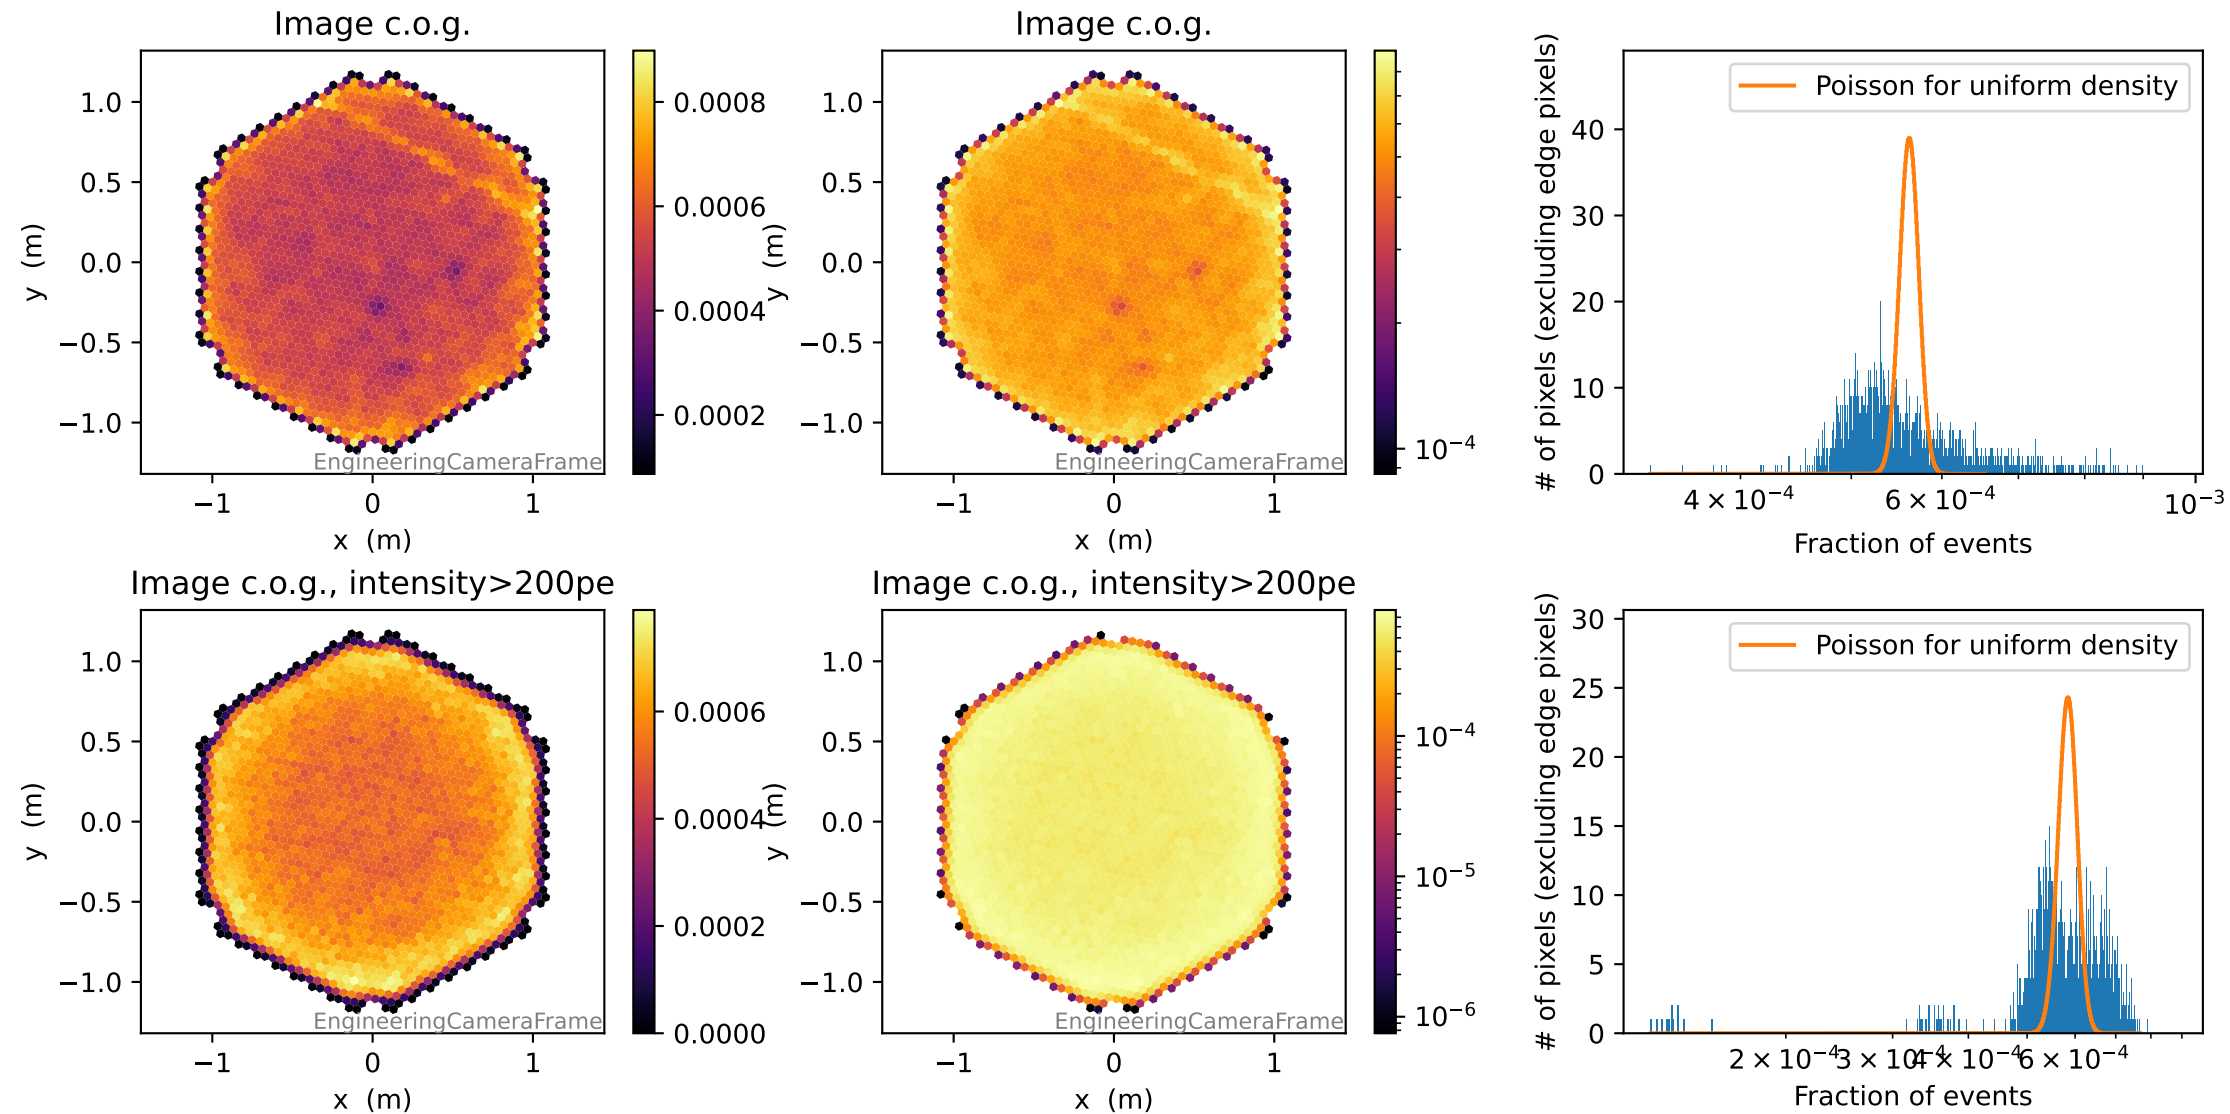 Image c.o.g.
1.0
0.5
0.0
−0.5
−1.0
y (m)
−1 0 1
x (m)
EngineeringCameraFrame
0.0008
0.0006
0.0004
0.0002
Image c.o.g.
1.0
0.5
0.0
−0.5
−1.0
y (m)
−1 0 1
x (m)
EngineeringCameraFrame
10⁻⁴
Poisson for uniform density
# of pixels (excluding edge pixels)
40
30
20
10
0
4 × 10⁻⁴ 6 × 10⁻⁴ 10⁻³
Fraction of events
Image c.o.g., intensity>200pe
1.0
0.5
0.0
−0.5
−1.0
y (m)
−1 0 1
x (m)
EngineeringCameraFrame
0.0006
0.0004
0.0002
0.0000
Image c.o.g., intensity>200pe
1.0
0.5
0.0
−0.5
−1.0
y (m)
−1 0 1
x (m)
EngineeringCameraFrame
10⁻⁴
10⁻⁵
10⁻⁶
Poisson for uniform density
# of pixels (excluding edge pixels)
30
25
20
15
10
5
0
2 × 10⁻⁴ 3 × 10⁻⁴ 4 × 10⁻⁴ 6 × 10⁻⁴
Fraction of events